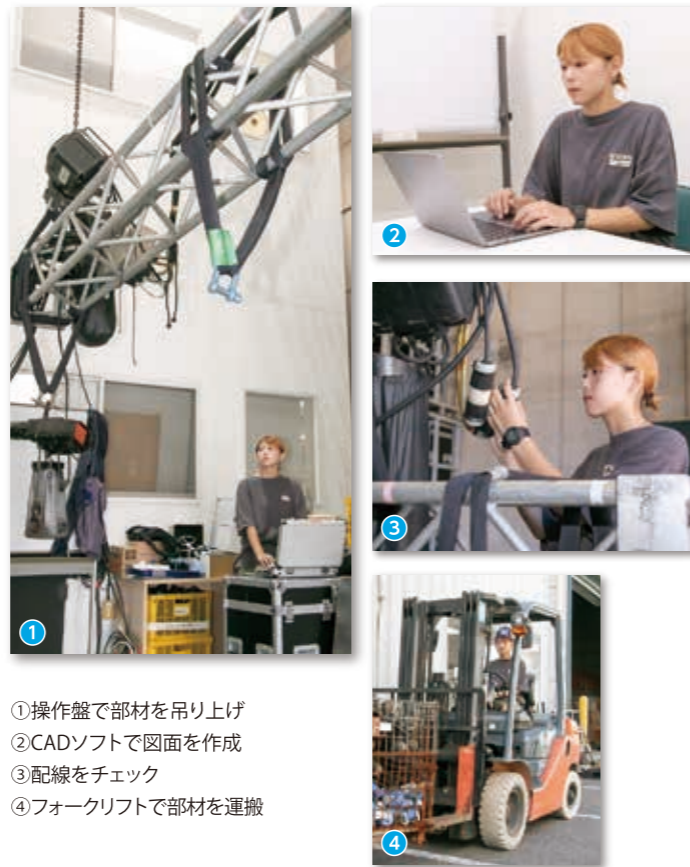 1
2
3
4
①操作盤で部材を吊り上げ
②CADソフトで図面を作成
③配線をチェック
④フォークリフトで部材を運搬